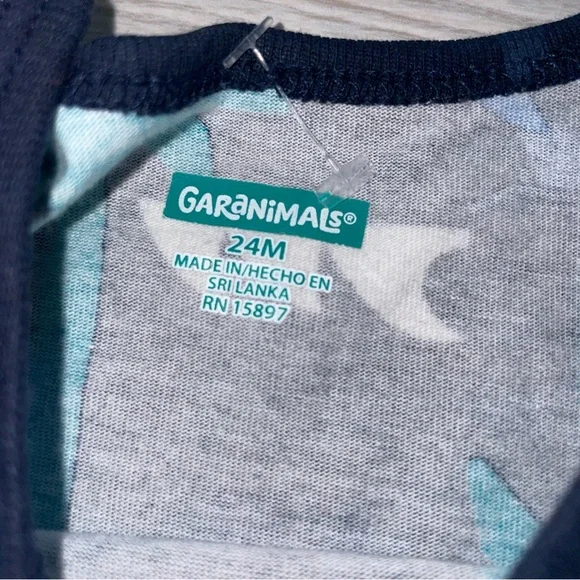 GARANIMALS®
24M
MADE IN/HECHO EN
SRI LANKA
RN 15897